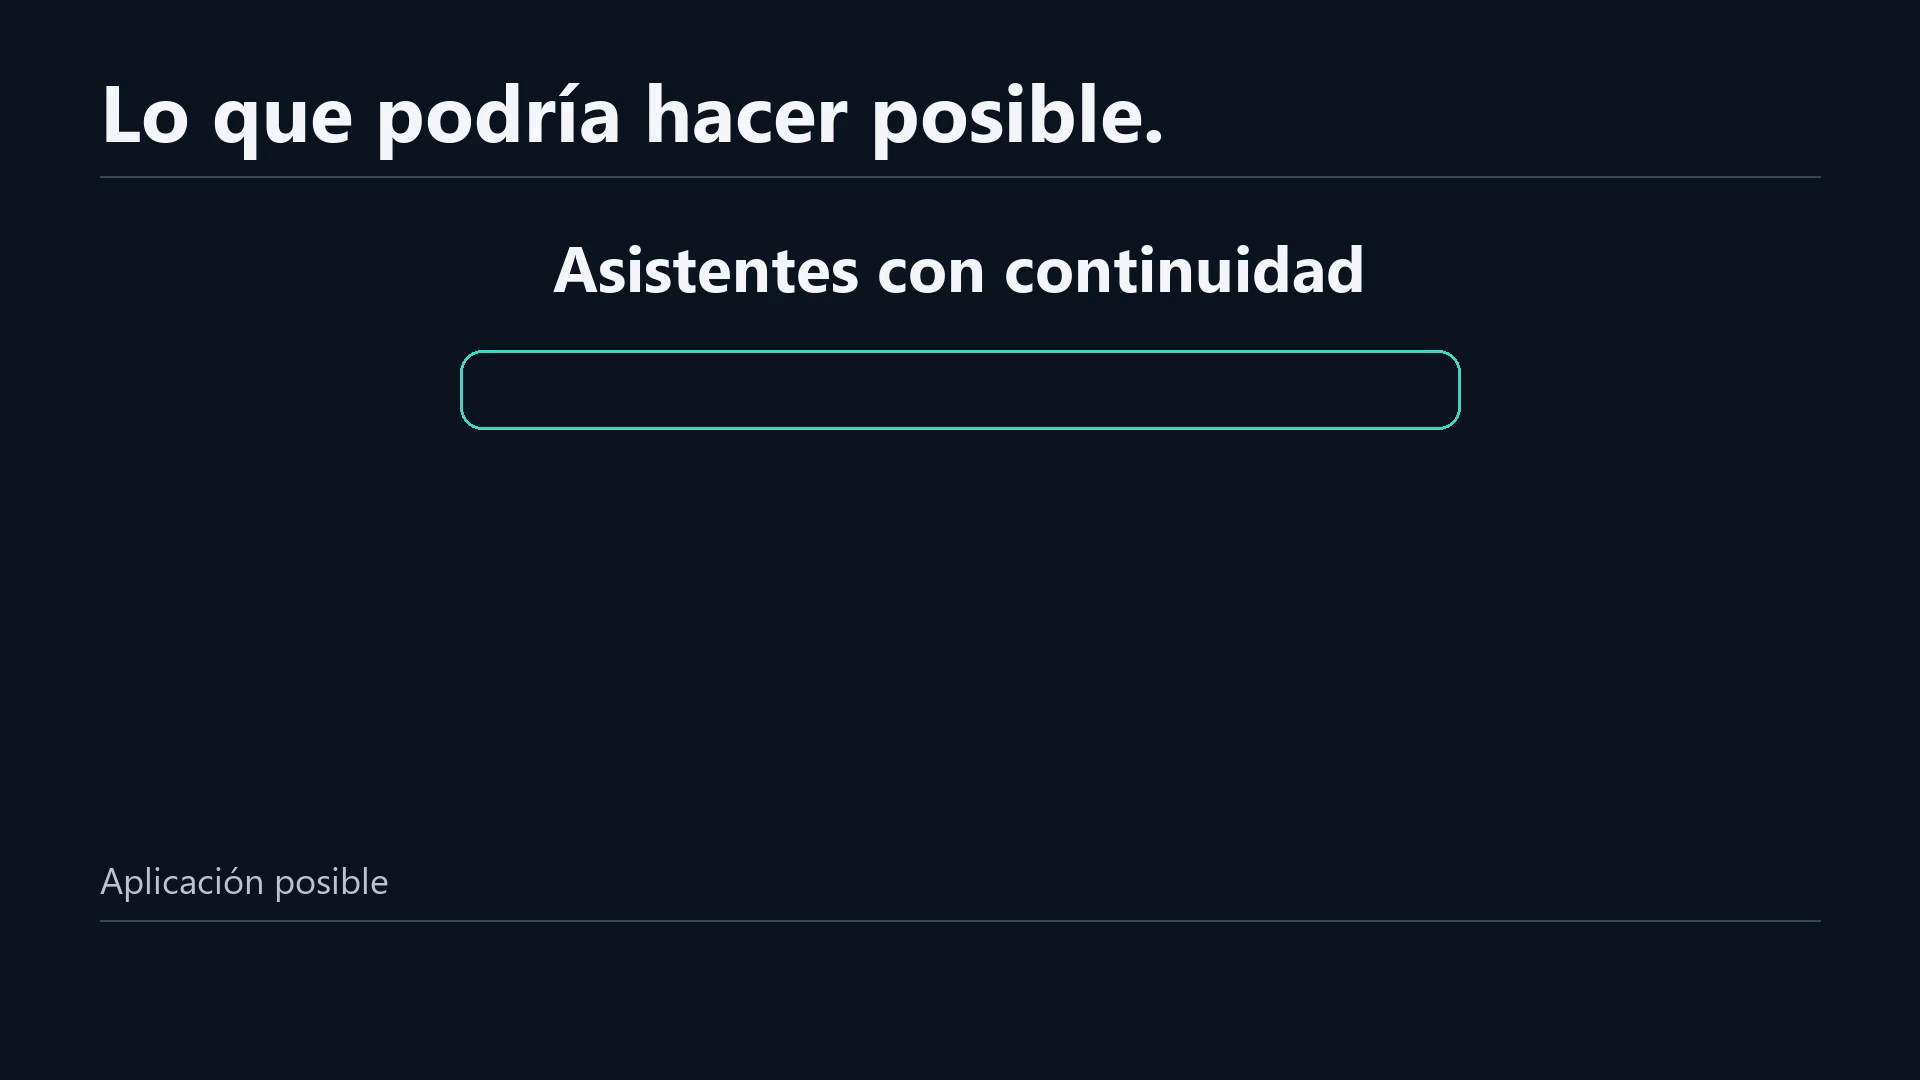 Lo que podría hacer posible.
Asistentes con continuidad
Aplicación posible